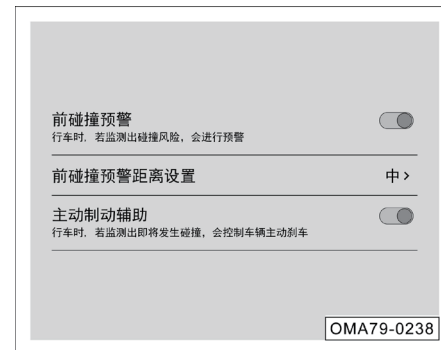 前碰撞预警
行车时，若监测出碰撞风险，会进行预警
前碰撞预警距离设置
中>
主动制动辅助
行车时，若监测出即将发生碰撞，会控制车辆主动刹车
OMA79-0238